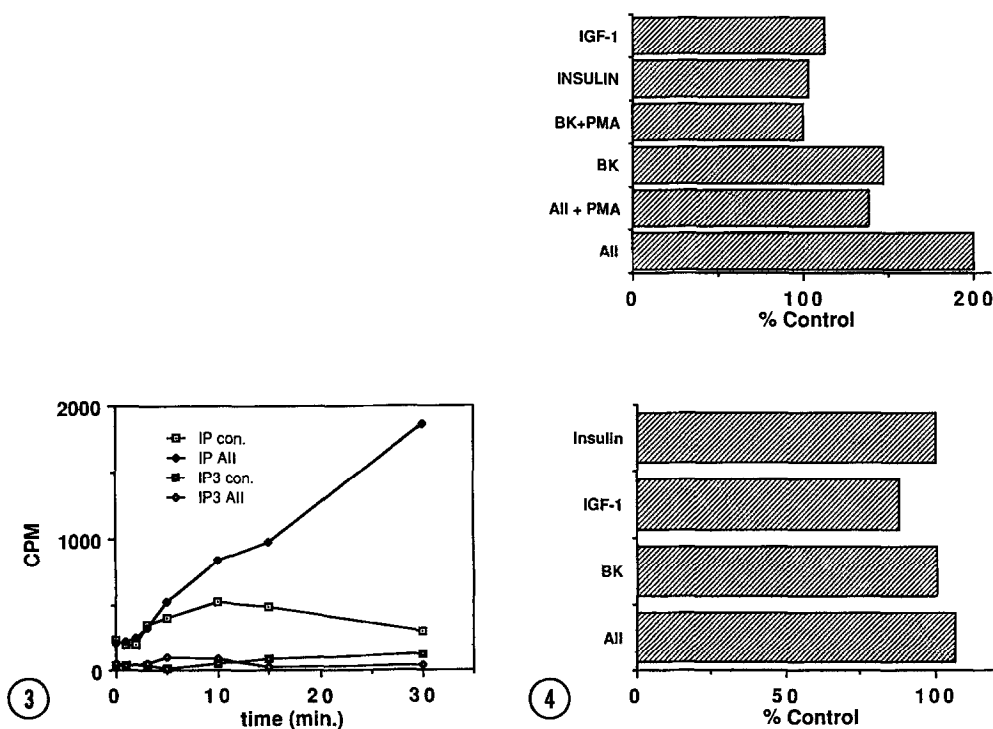 IGF-1
INSULIN
BK+PMA
BK
AII + PMA
AII
0 100 200
% Control
2000
1000
0
CPM
IP con.
IP AII
IP3 con.
IP3 AII
0 10 20 30
time (min.)
3
Insulin
IGF-1
BK
AII
0 50 100
% Control
4